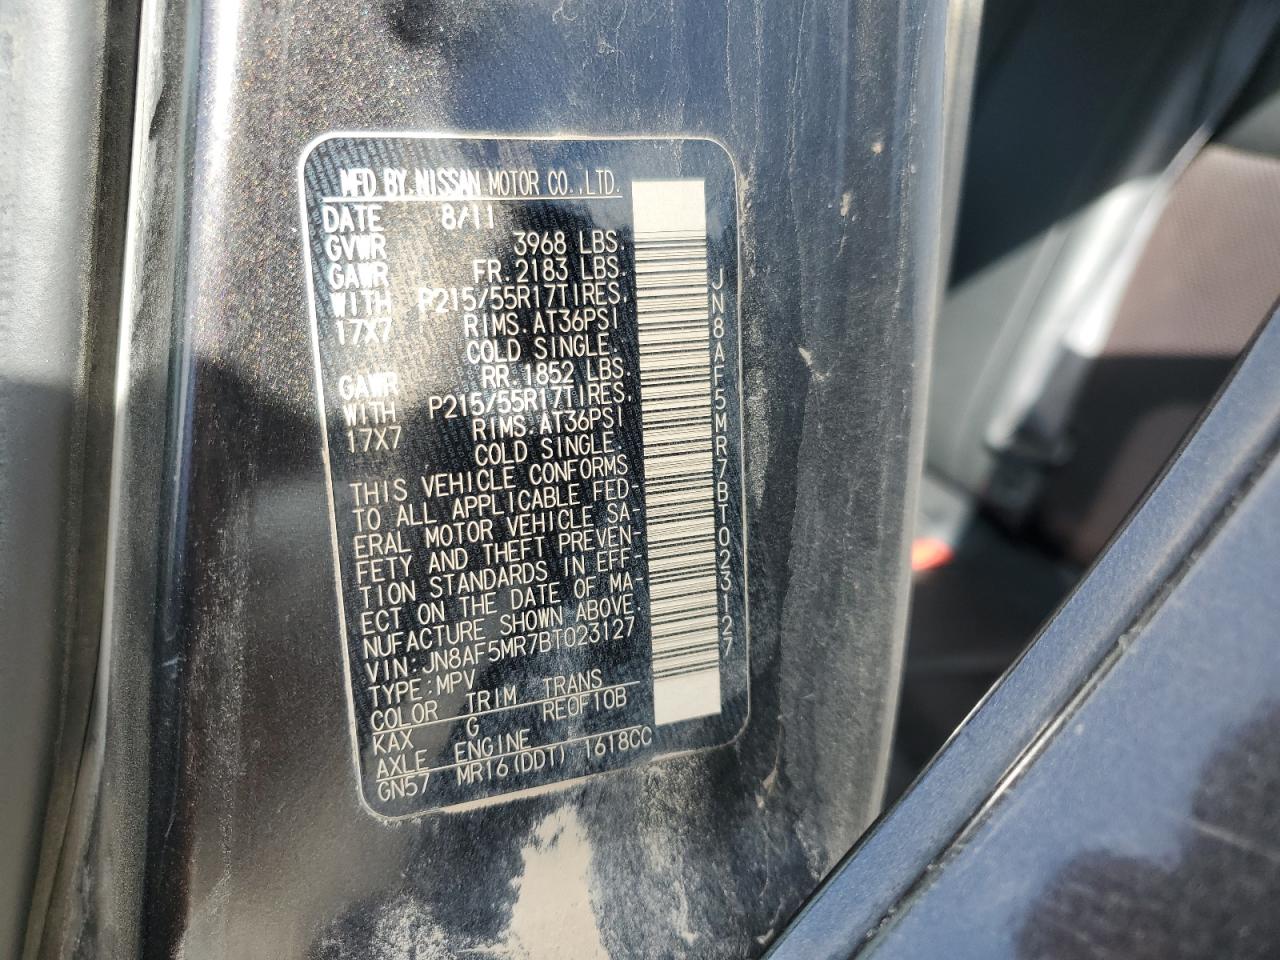 MFD BY NISSAN MOTOR CO.,LTD.
DATE 8/11
GVWR 3968 LBS.
GAWR FR. 2183 LBS.
WITH P215/55R17TIRES.
17X7 RIMS. AT36PSI
COLD SINGLE.
GAWR RR. 1852 LBS.
WITH P215/55R17TIRES.
17X7 RIMS. AT36PSI
COLD SINGLE.
THIS VEHICLE CONFORMS
TO ALL APPLICABLE FED-
ERAL MOTOR VEHICLE SA-
FETY AND THEFT PREVEN-
TION STANDARDS IN EFF-
ECT ON THE DATE OF MA-
NUFACTURE SHOWN ABOVE.
VIN:JN8AF5MR7BT023127
TYPE:MPV
COLOR TRIM TRANS
KAX G RE0F10B
AXLE ENGINE
GN57 MR16(DDT) 1618CC
JN8AF5MR7BT023127